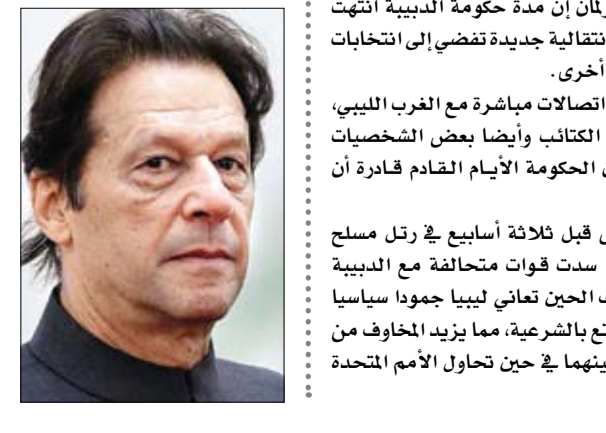 إن مدة حكومة الدبيبة انتهت
انتقالية جديدة تفضي إلى انتخابات
أخرى.
اتصالات مباشرة مع الغرب الليبي،
الكتائب وأيضا بعض الشخصيات
الحكومة الأيام القادم قادرة أن
قبل ثلاثة أسابيع في رتل مسلح
سدت قوات متحالفة مع الدبيبة
الحين تعاني ليبيا جمودا سياسيا
بالشرعية، مما يزيد المخاوف من
بينهما في حين تحاول الأمم المتحدة